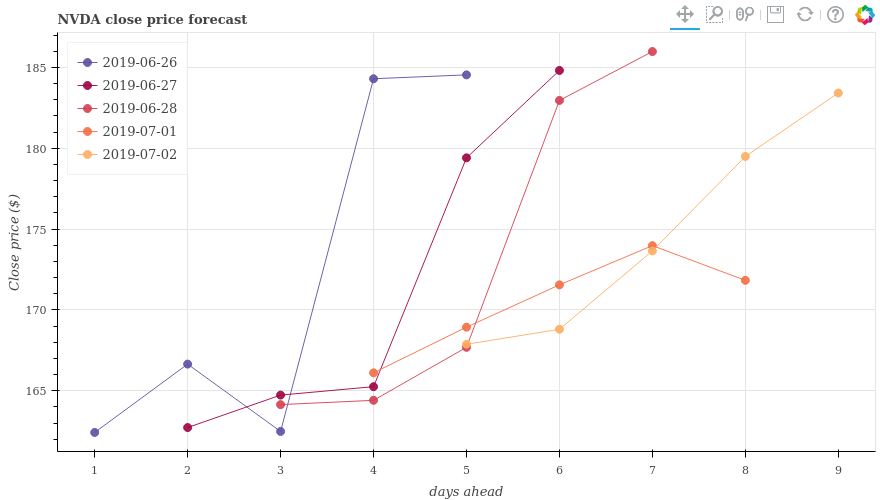 NVDA close price forecast
2019-06-26
2019-06-27
2019-06-28
2019-07-01
2019-07-02
Close price ($)
185
180
175
170
165
1 2 3 4 5 6 7 8 9
days ahead